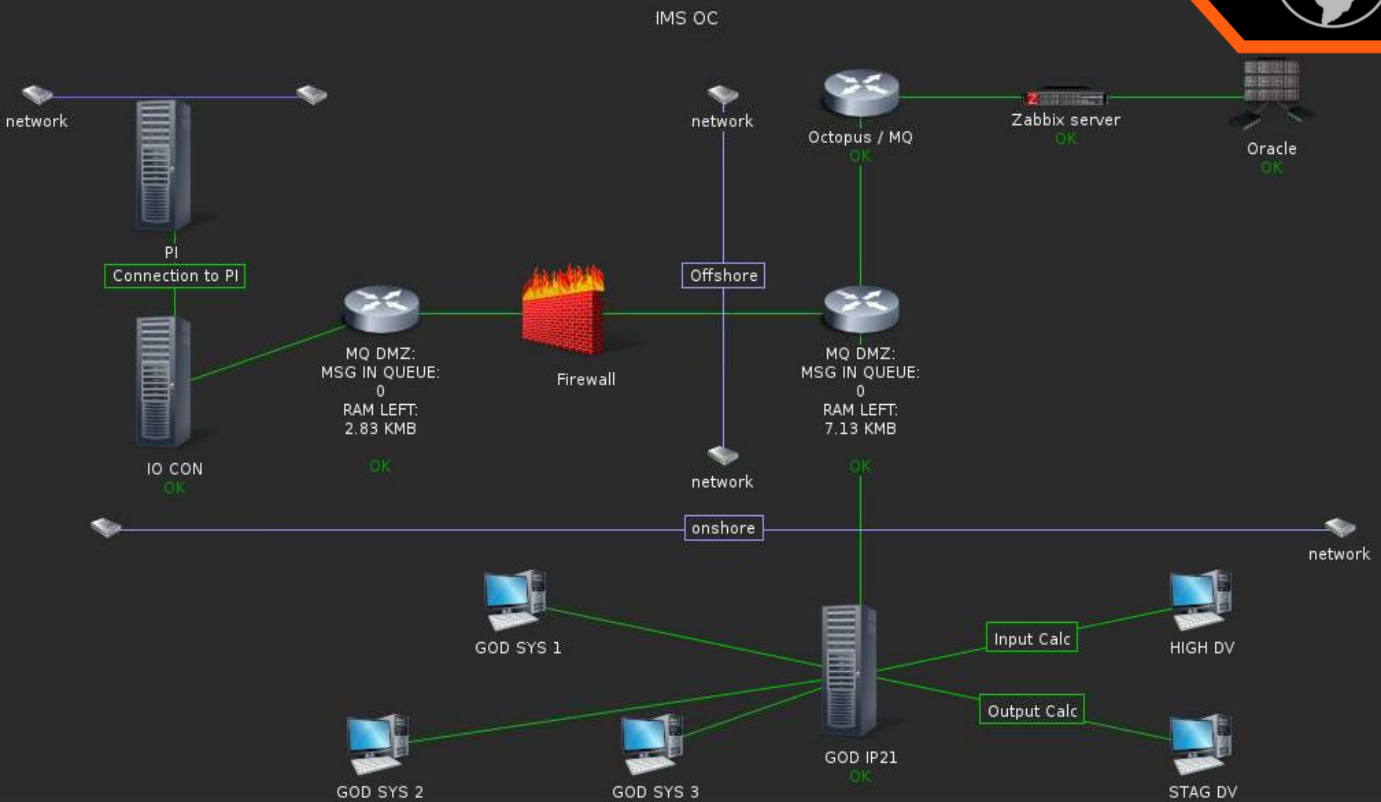 IMS OC
network
network
Octopus / MQ
OK
Z
Zabbix server
OK
Oracle
OK
PI
Connection to PI
Offshore
MQ DMZ:
MSG IN QUEUE:
0
RAM LEFT:
2.83 KMB
OK
Firewall
MQ DMZ:
MSG IN QUEUE:
0
RAM LEFT:
7.13 KMB
OK
IO CON
OK
network
onshore
network
GOD SYS 1
Input Calc
HIGH DV
Output Calc
GOD IP21
OK
GOD SYS 2
GOD SYS 3
STAG DV